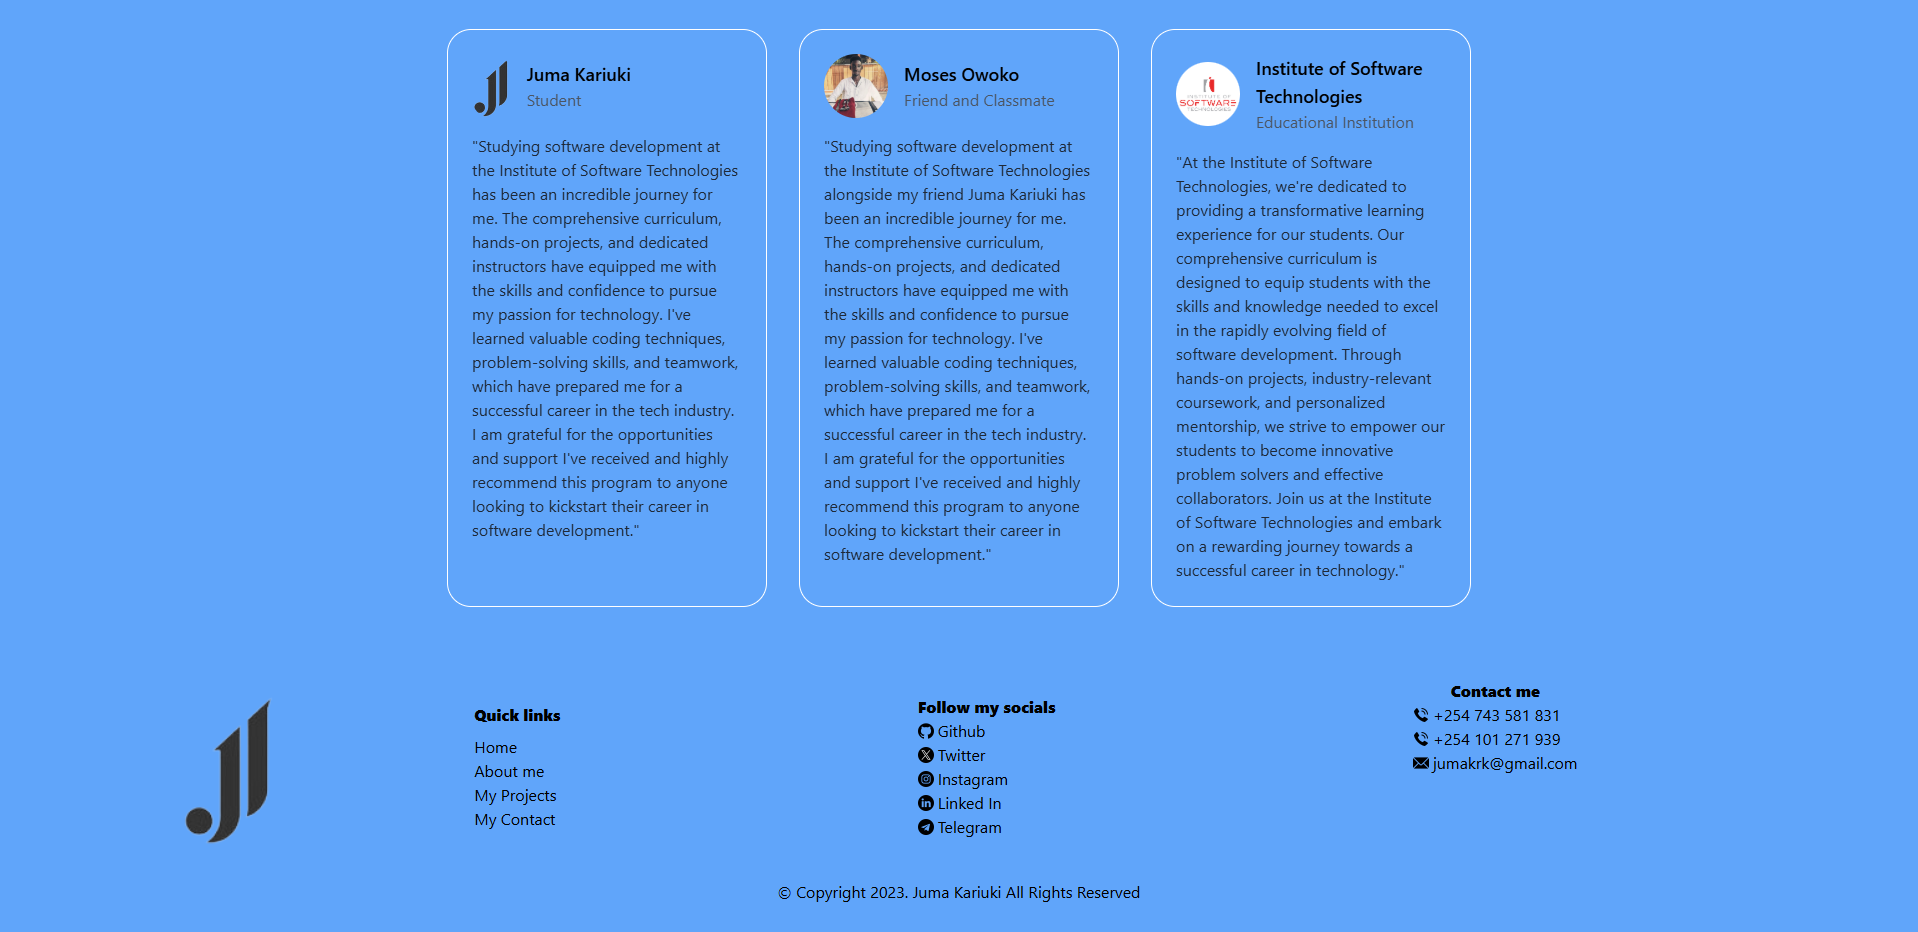 Juma Kariuki
Student
"Studying software development at
the Institute of Software Technologies
has been an incredible journey for
me. The comprehensive curriculum,
hands-on projects, and dedicated
instructors have equipped me with
the skills and confidence to pursue
my passion for technology. I've
learned valuable coding techniques,
problem-solving skills, and teamwork,
which have prepared me for a
successful career in the tech industry.
I am grateful for the opportunities
and support I've received and highly
recommend this program to anyone
looking to kickstart their career in
software development."
Moses Owoko
Friend and Classmate
"Studying software development at
the Institute of Software Technologies
alongside my friend Juma Kariuki has
been an incredible journey for me.
The comprehensive curriculum,
hands-on projects, and dedicated
instructors have equipped me with
the skills and confidence to pursue
my passion for technology. I've
learned valuable coding techniques,
problem-solving skills, and teamwork,
which have prepared me for a
successful career in the tech industry.
I am grateful for the opportunities
and support I've received and highly
recommend this program to anyone
looking to kickstart their career in
software development."
INSTITUTE OF
SOFTWARE
TECHNOLOGIES
Institute of Software
Technologies
Educational Institution
"At the Institute of Software
Technologies, we're dedicated to
providing a transformative learning
experience for our students. Our
comprehensive curriculum is
designed to equip students with the
skills and knowledge needed to excel
in the rapidly evolving field of
software development. Through
hands-on projects, industry-relevant
coursework, and personalized
mentorship, we strive to empower our
students to become innovative
problem solvers and effective
collaborators. Join us at the Institute
of Software Technologies and embark
on a rewarding journey towards a
successful career in technology."
Quick links
Home
About me
My Projects
My Contact
Follow my socials
Github
Twitter
Instagram
Linked In
Telegram
Contact me
+254 743 581 831
+254 101 271 939
jumakrk@gmail.com
© Copyright 2023. Juma Kariuki All Rights Reserved